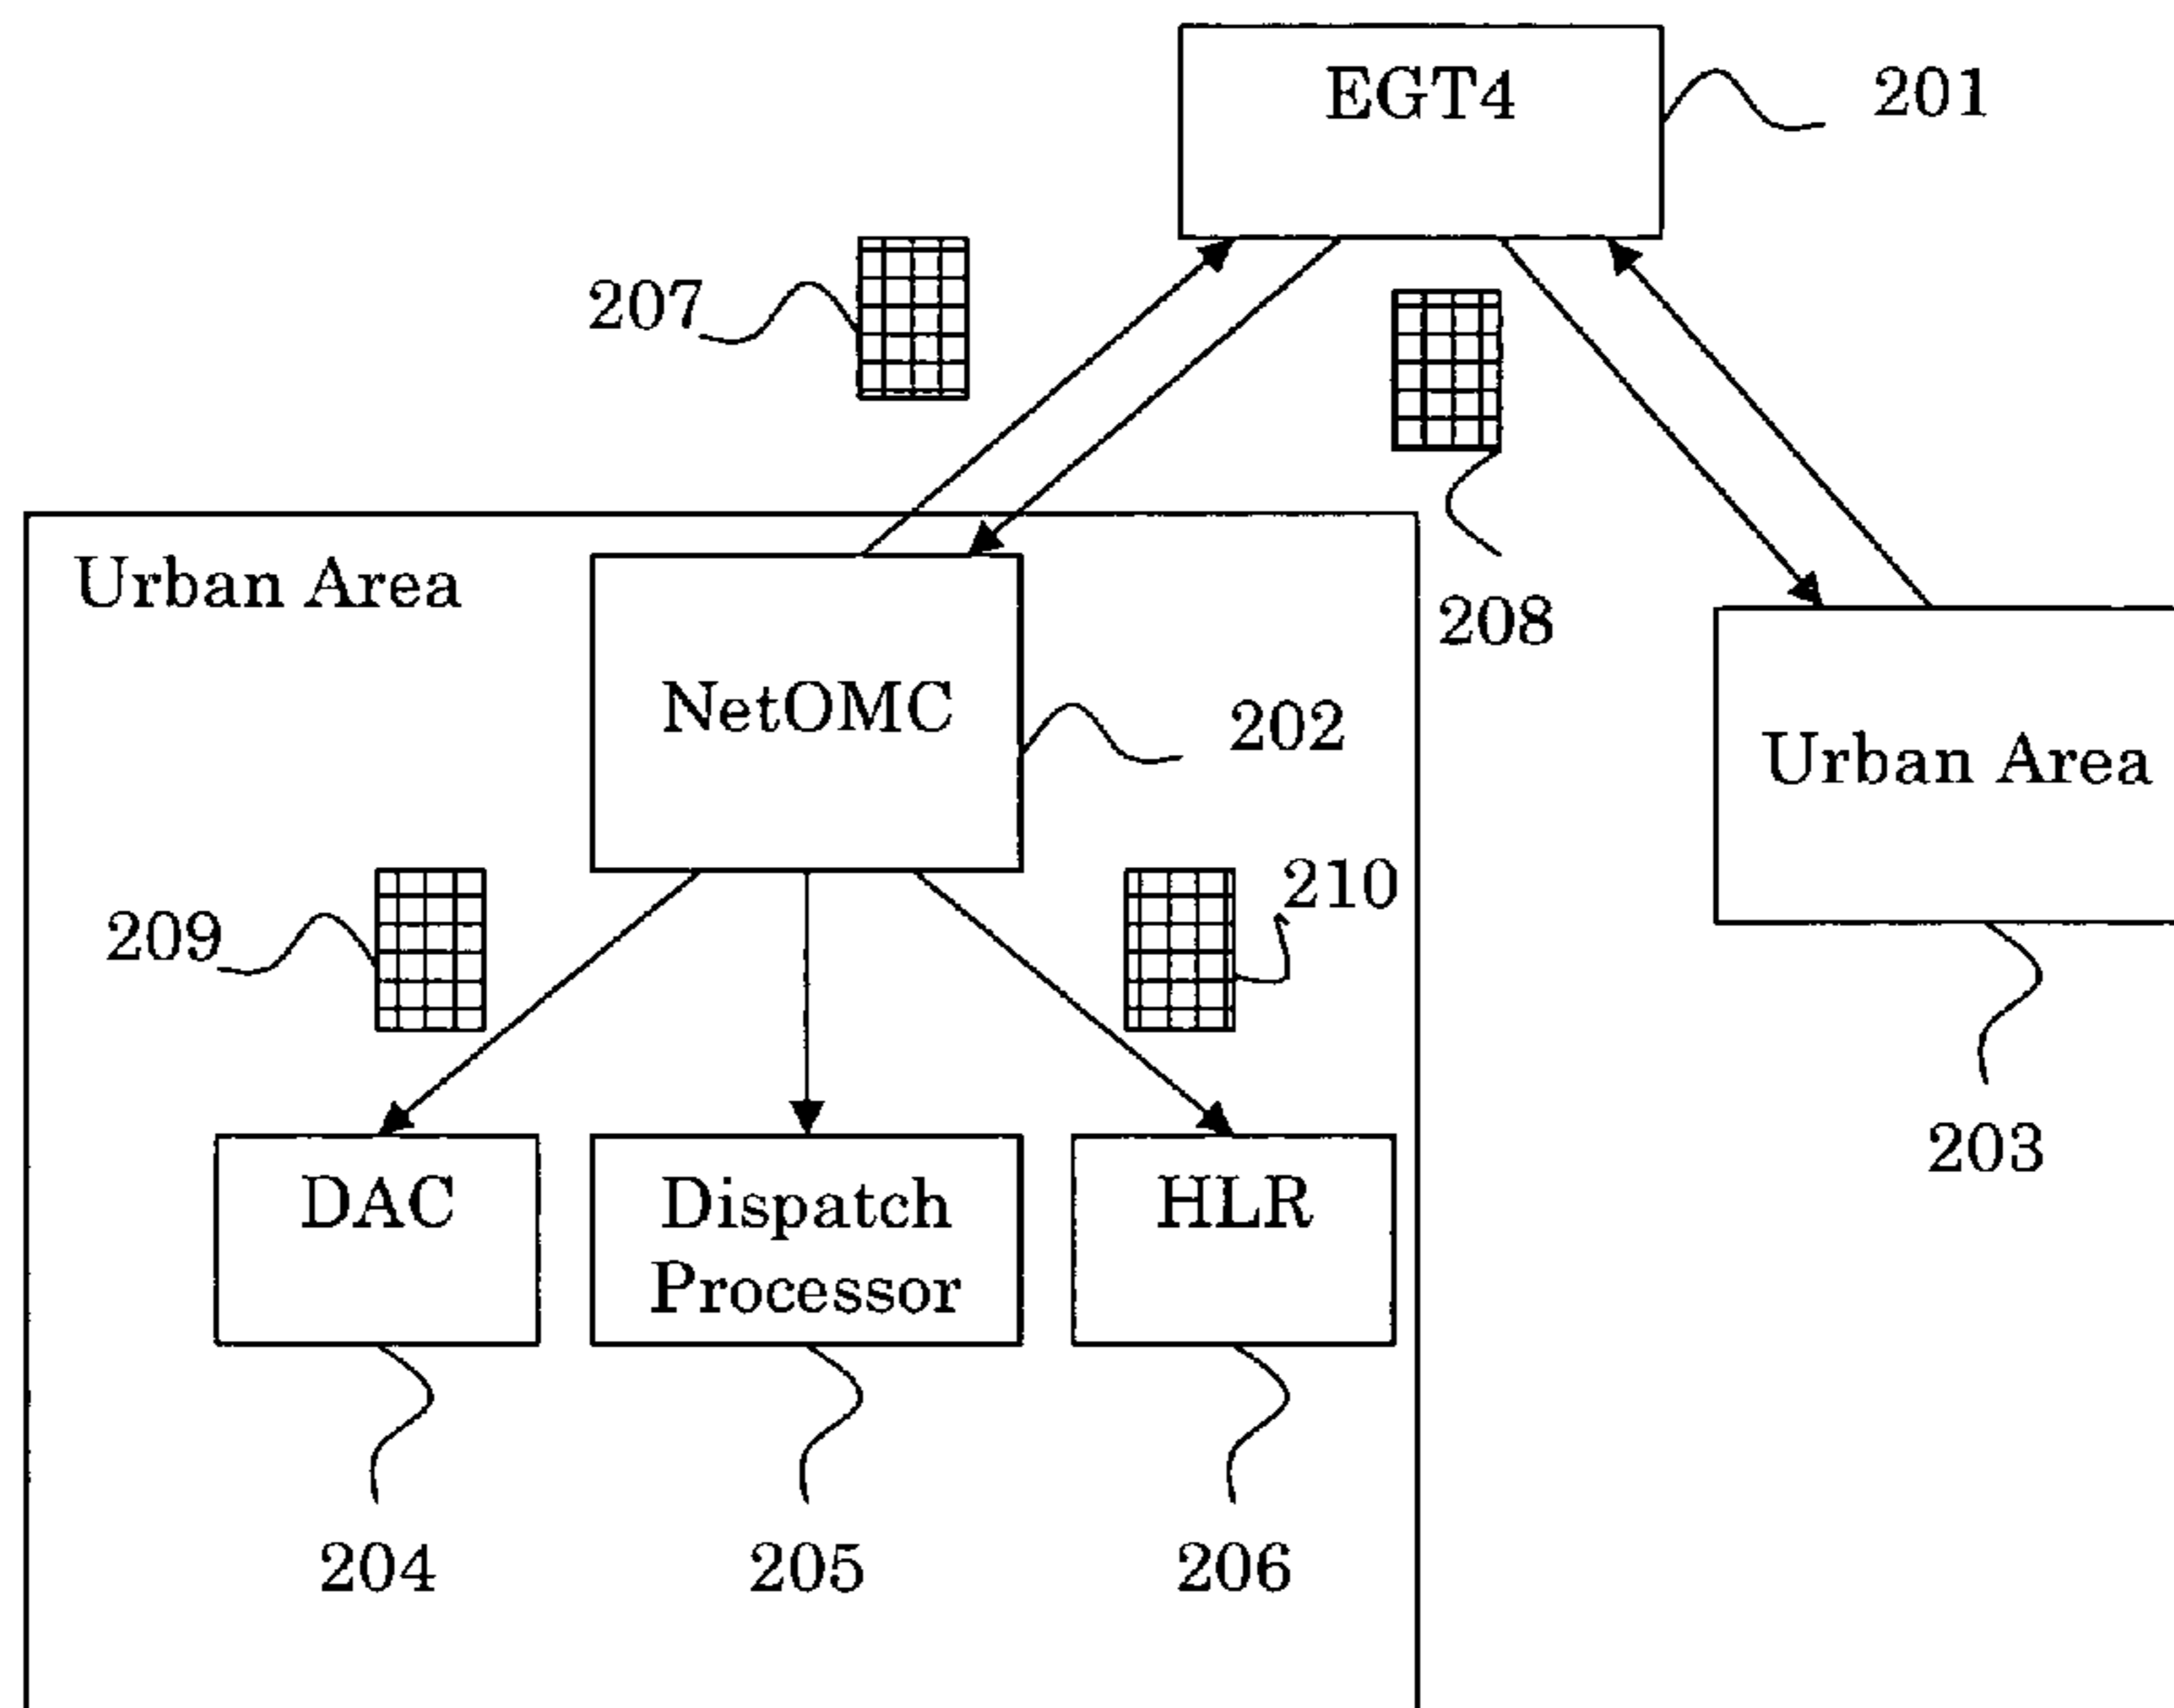 EGT4
201
207
208
Urban Area
NetOMC
202
Urban Area
203
209
210
DAC
Dispatch
Processor
HLR
204
205
206